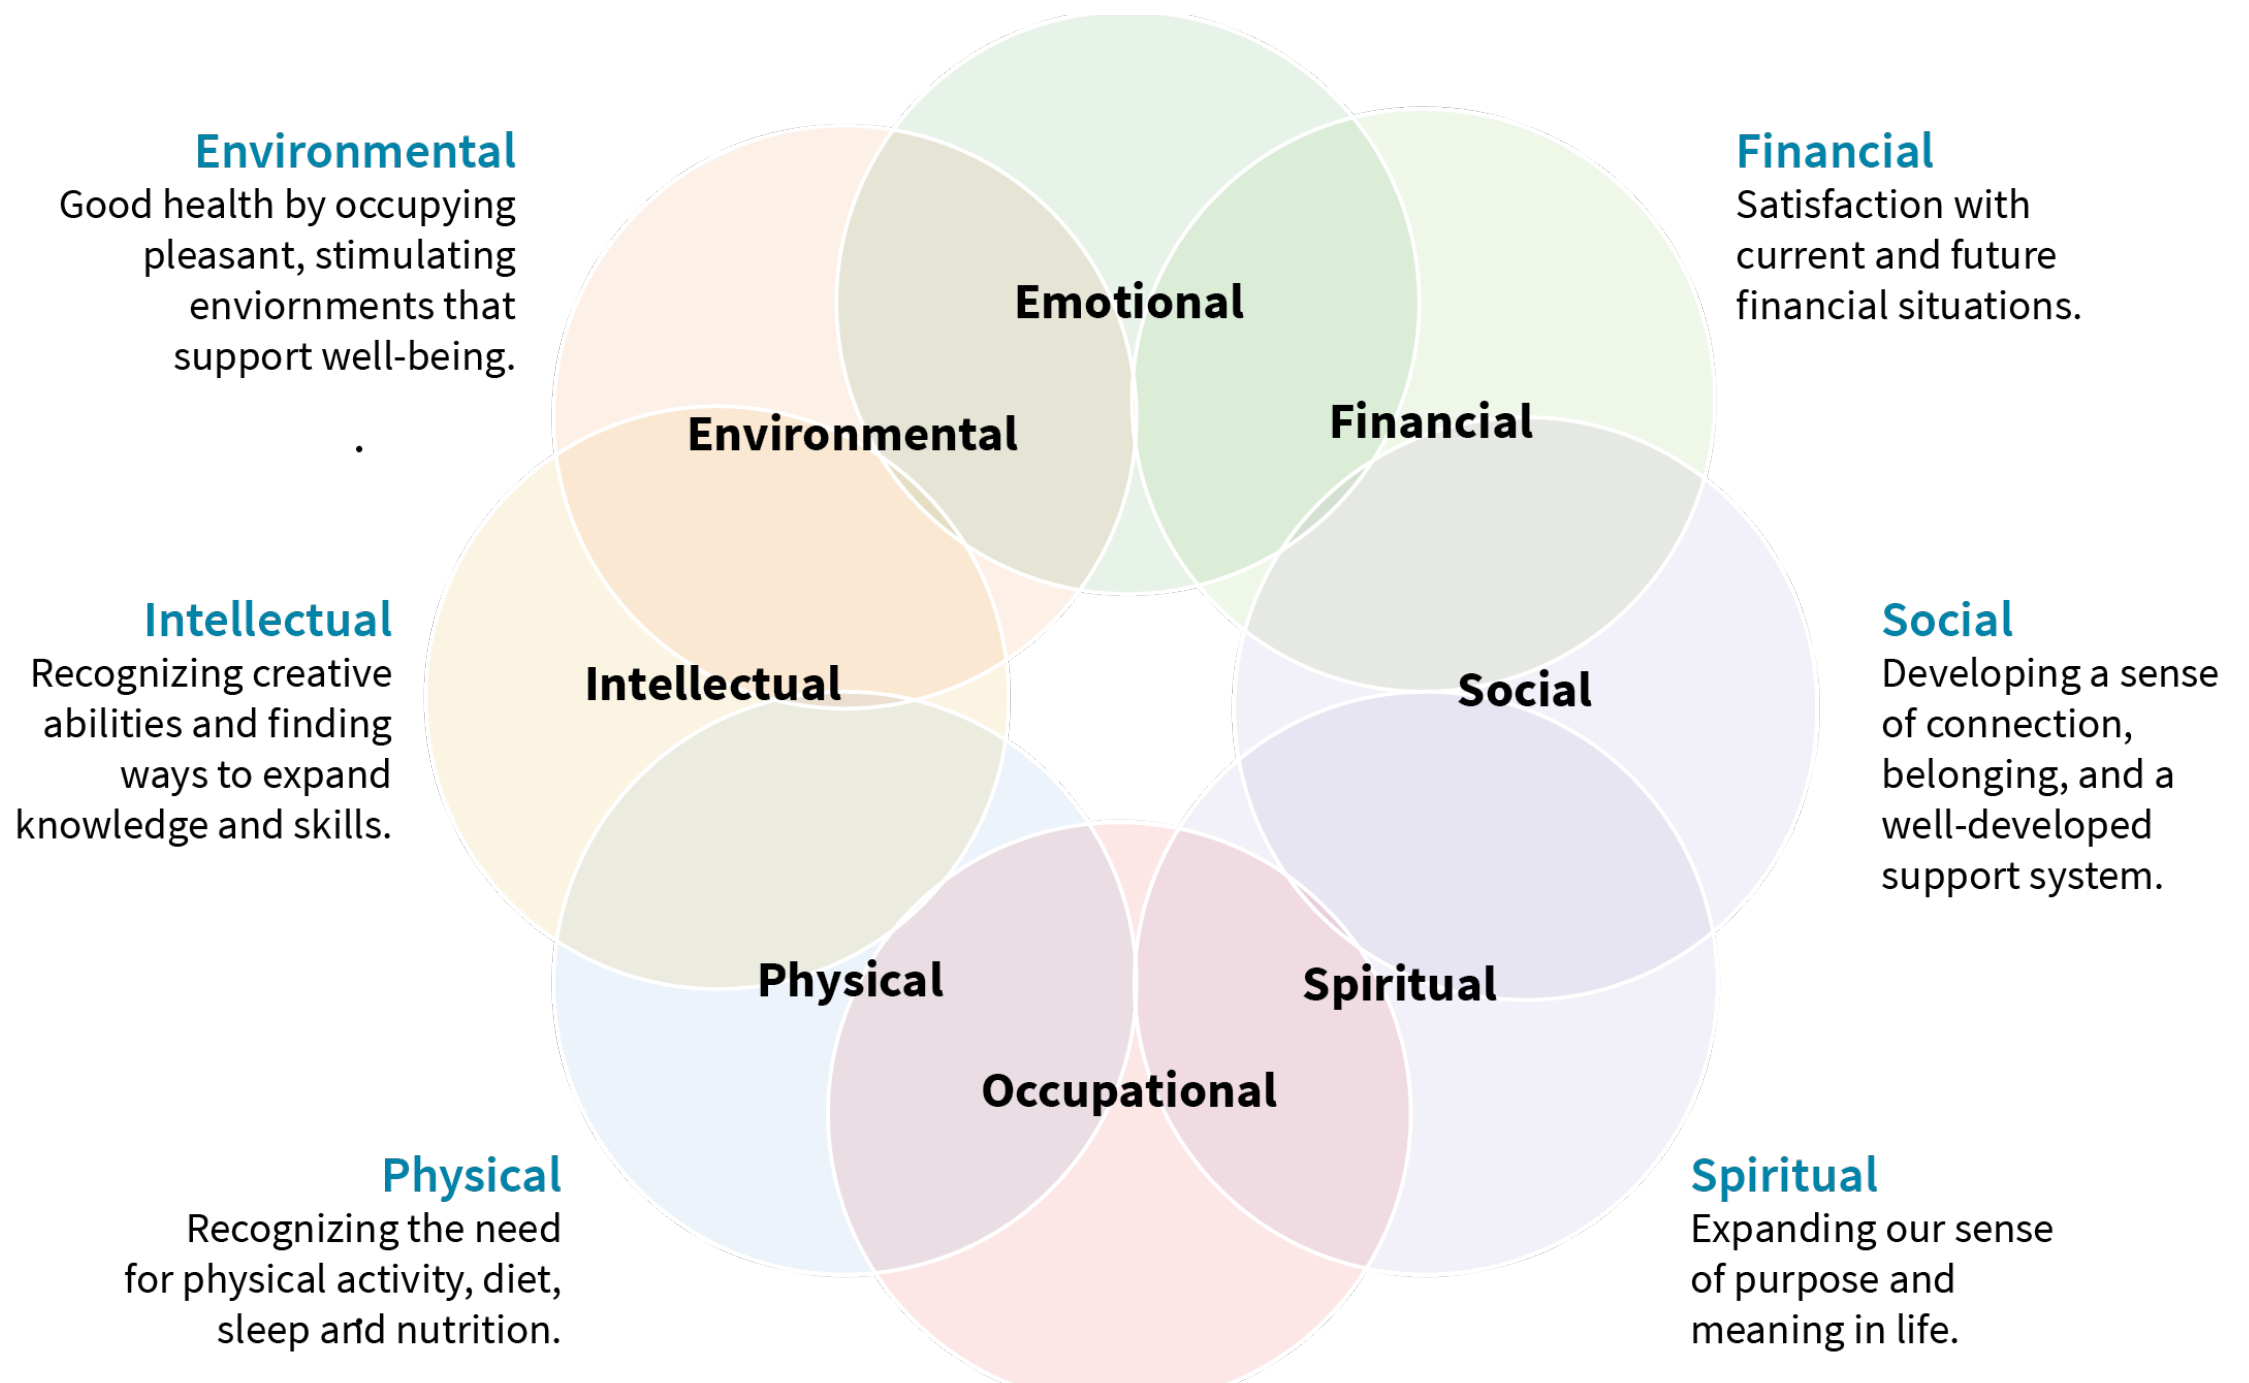 Environmental
Good health by occupying
pleasant, stimulating
enviornments that
support well-being.
.
Financial
Satisfaction with
current and future
financial situations.
Emotional
Environmental
Financial
Intellectual
Recognizing creative
abilities and finding
ways to expand
knowledge and skills.
Intellectual
Social
Social
Developing a sense
of connection,
belonging, and a
well-developed
support system.
Physical
Spiritual
Occupational
Physical
Recognizing the need
for physical activity, diet,
sleep and nutrition.
Spiritual
Expanding our sense
of purpose and
meaning in life.